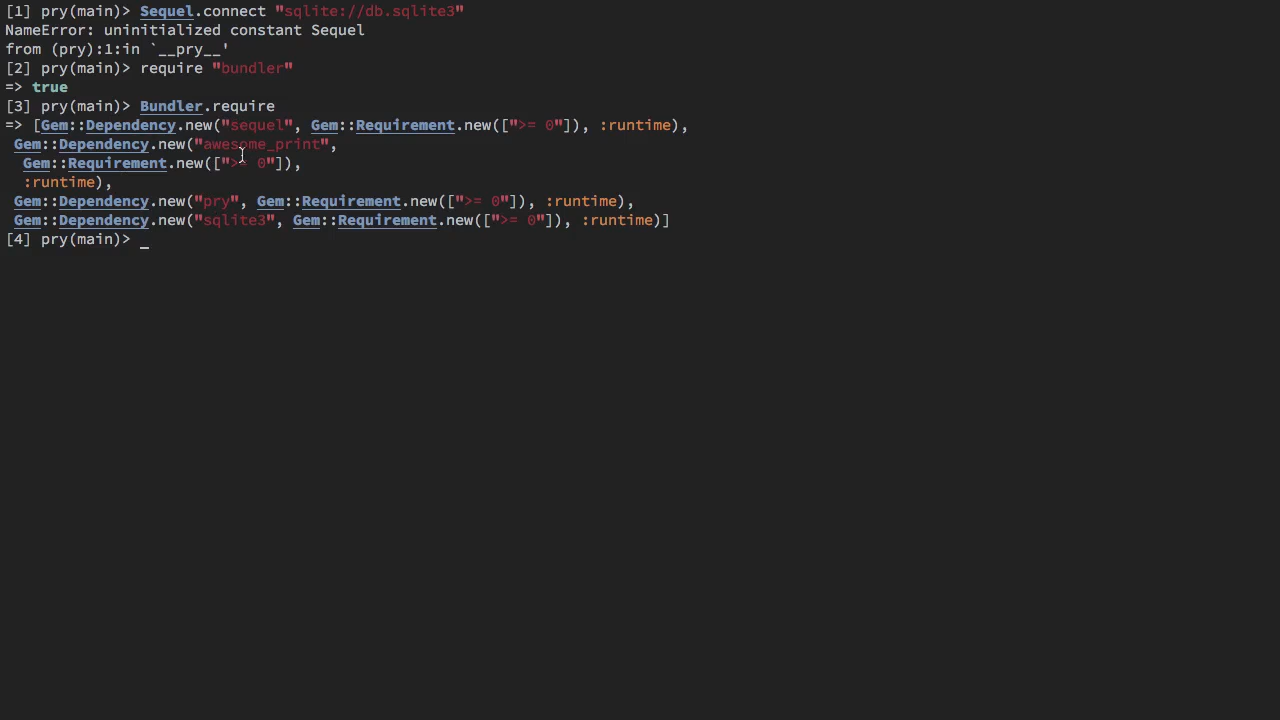 [1] pry(main)> Sequel.connect "sqlite://db.sqlite3"
NameError: uninitialized constant Sequel
from (pry):1:in `__pry__'
[2] pry(main)> require "bundler"
=> true
[3] pry(main)> Bundler.require
=> [Gem::Dependency.new("sequel", Gem::Requirement.new([">= 0"]), :runtime),
 Gem::Dependency.new("awesome_print",
  Gem::Requirement.new([">= 0"]),
  :runtime),
 Gem::Dependency.new("pry", Gem::Requirement.new([">= 0"]), :runtime),
 Gem::Dependency.new("sqlite3", Gem::Requirement.new([">= 0"]), :runtime)]
[4] pry(main)> _